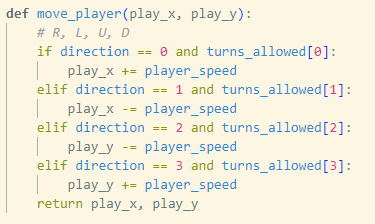 def move_player(play_x, play_y):
    # R, L, U, D
    if direction == 0 and turns_allowed[0]:
        play_x += player_speed
    elif direction == 1 and turns_allowed[1]:
        play_x -= player_speed
    elif direction == 2 and turns_allowed[2]:
        play_y -= player_speed
    elif direction == 3 and turns_allowed[3]:
        play_y += player_speed
    return play_x, play_y